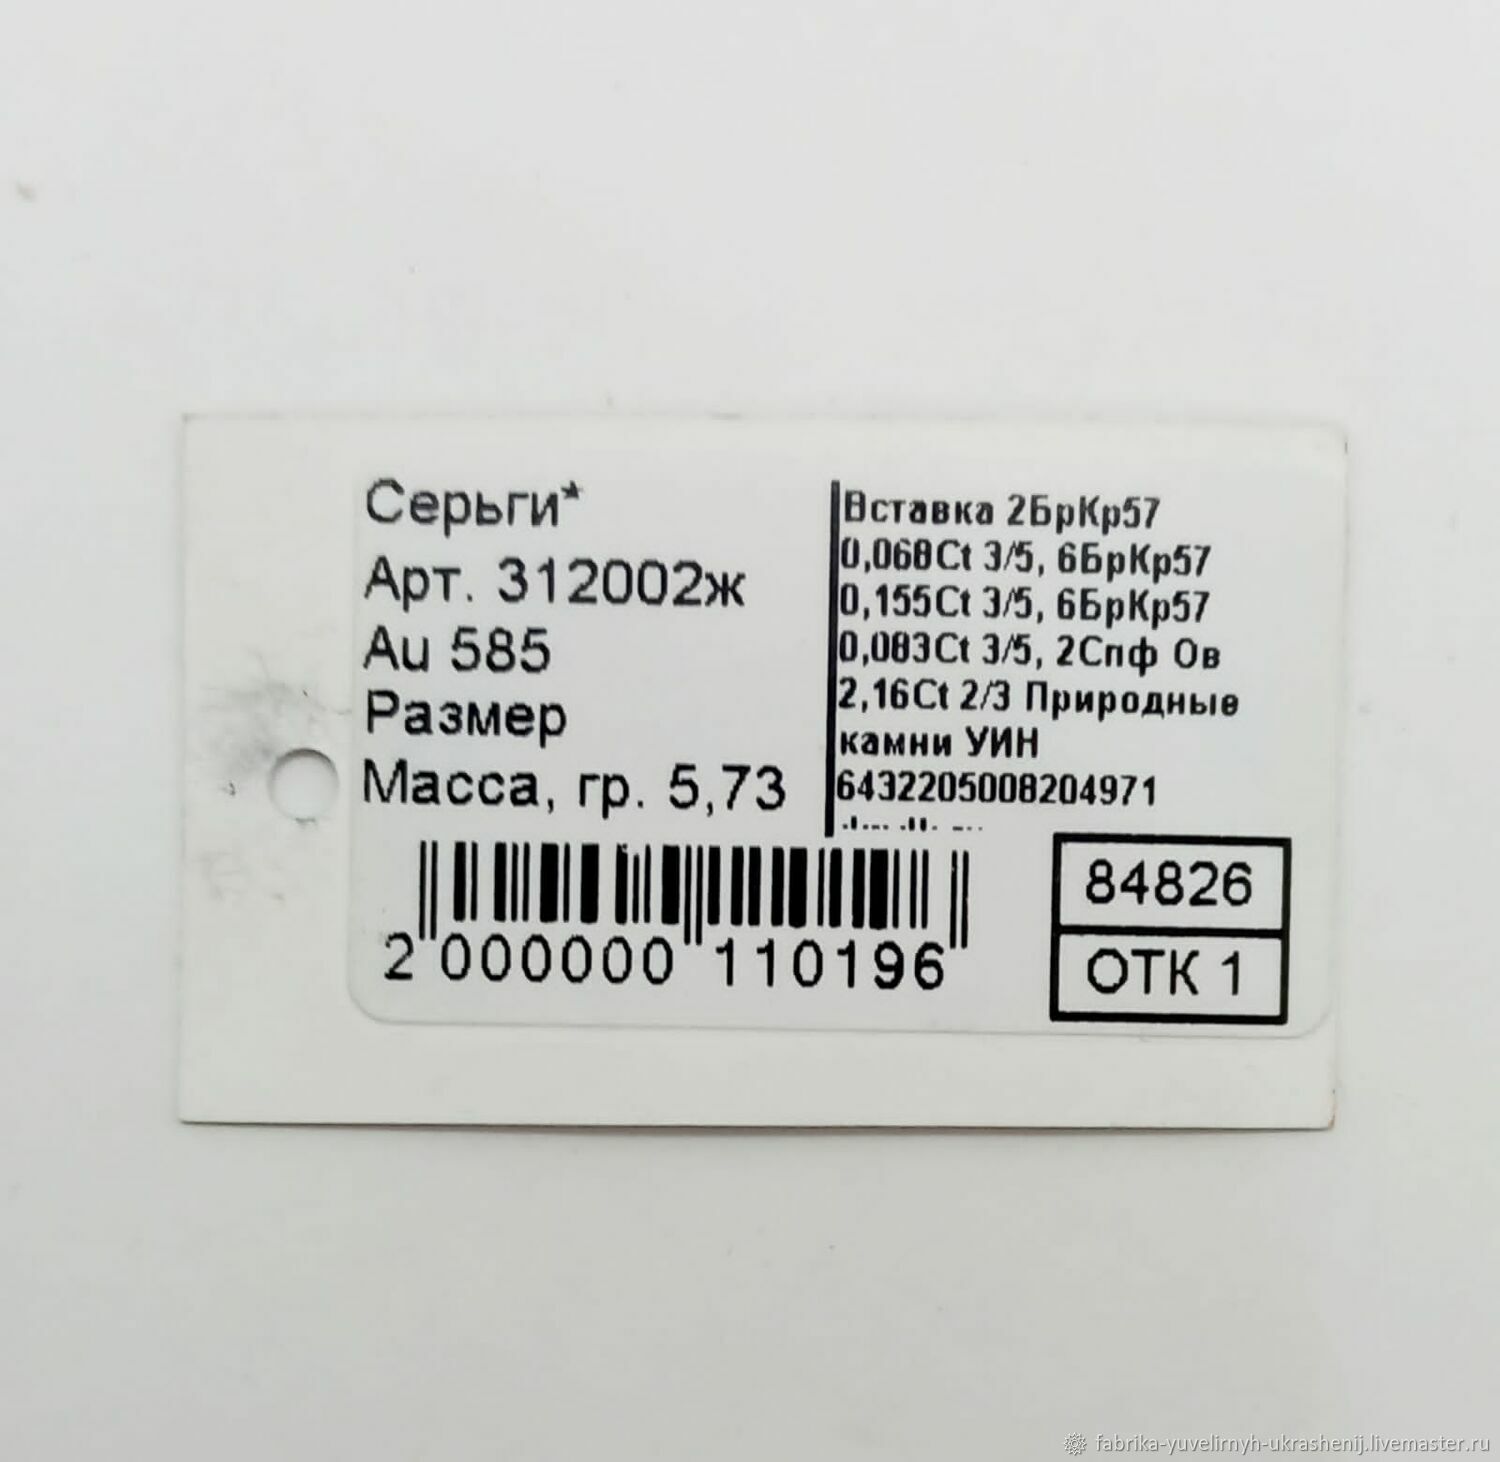 Серьги*
Арт. 312002ж
Au 585
Размер
Масса, гр. 5,73
Вставка 2БрКр57
0,068Ct 3/5, 6БрКр57
0,155Ct 3/5, 6БрКр57
0,083Ct 3/5, 2Спф Ов
2,16Ct 2/3 Природные
камни УИН
6432205008204971
2 000000 110196
84826
ОТК 1
fabrika-yuvelirnyh-ukrashenij.livemaster.ru